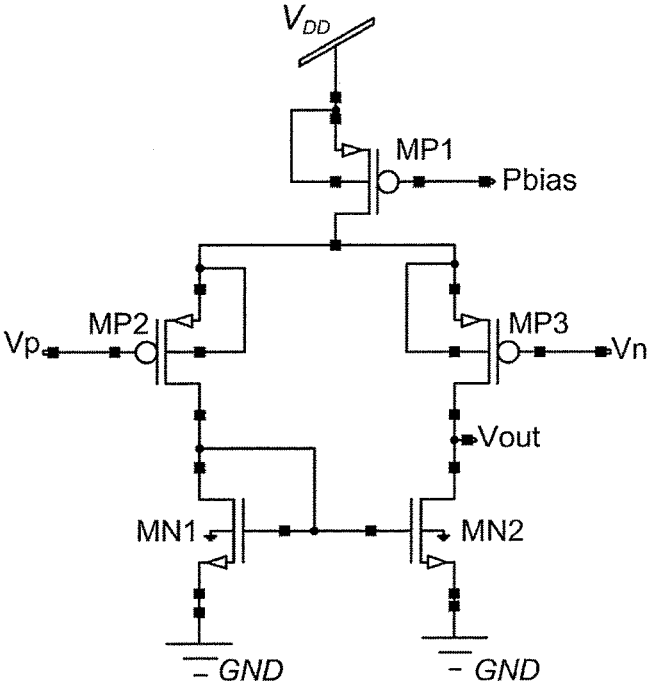 VDD
MP1
Pbias
MP2
MP3
Vp
Vn
Vout
MN1
MN2
GND
GND